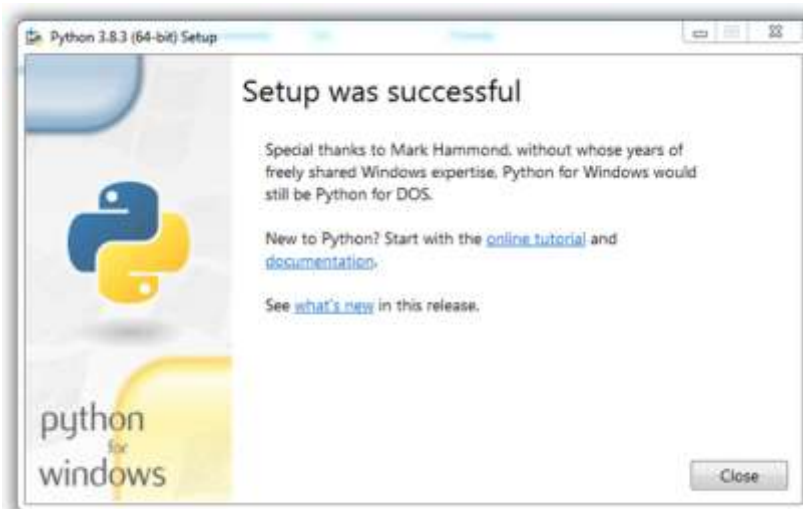 Python 3.8.3 (64-bit) Setup
Setup was successful
Special thanks to Mark Hammond, without whose years of
freely shared Windows expertise, Python for Windows would
still be Python for DOS.
New to Python? Start with the online tutorial and
documentation.
See what's new in this release.
python
for
windows
Close